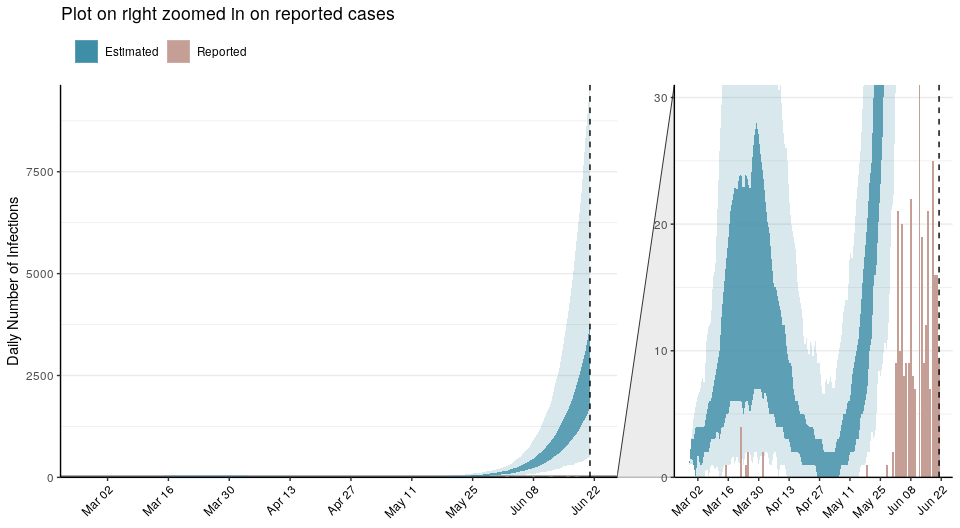 Plot on right zoomed in on reported cases
Estimated Reported
Daily Number of Infections
7500
5000
2500
0
Mar 02 Mar 16 Mar 30 Apr 13 Apr 27 May 11 May 25 Jun 08 Jun 22
30
20
10
0
Mar 02 Mar 16 Mar 30 Apr 13 Apr 27 May 11 May 25 Jun 08 Jun 22